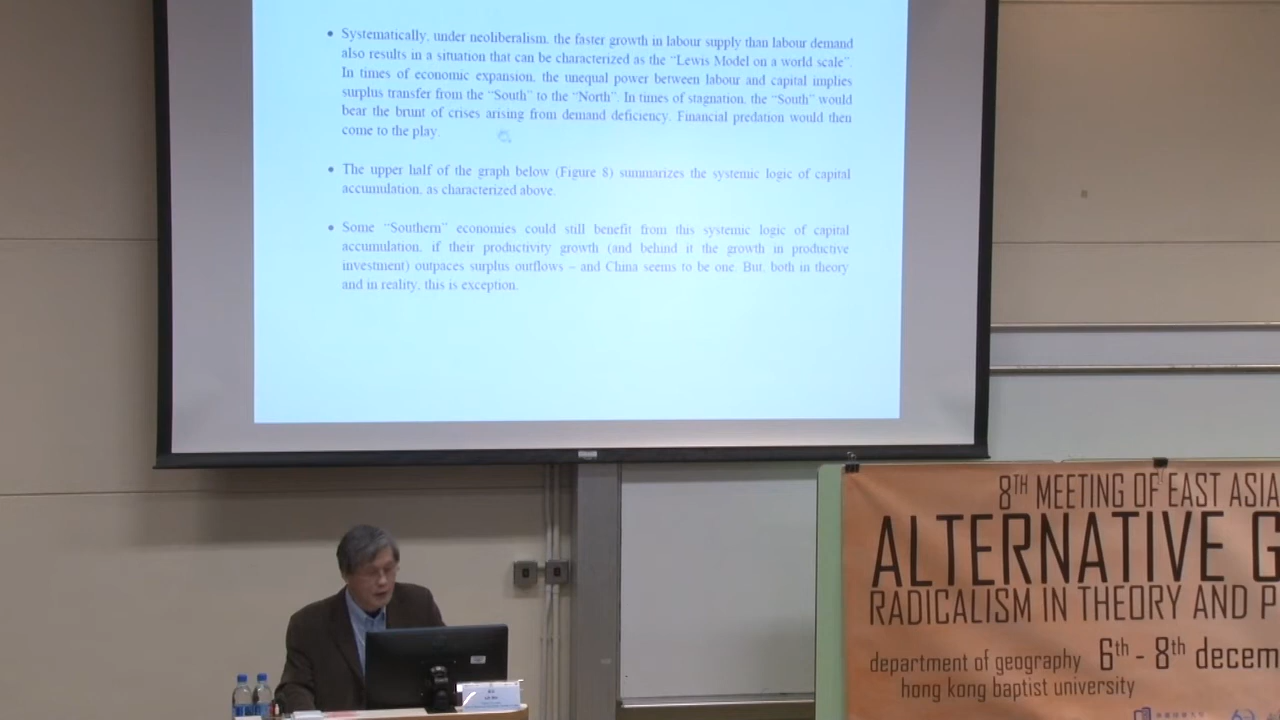 • Systematically, under neoliberalism, the faster growth in labour supply than labour demand
also results in a situation that can be characterized as the “Lewis Model on a world scale”.
In times of economic expansion, the unequal power between labour and capital implies
surplus transfer from the “South” to the “North”. In times of stagnation, the “South” would
bear the brunt of crises arising from demand deficiency. Financial predation would then
come to the play.
• The upper half of the graph below (Figure 8) summarizes the systemic logic of capital
accumulation, as characterized above.
• Some “Southern” economies could still benefit from this systemic logic of capital
accumulation, if their productivity growth (and behind it the growth in productive
investment) outpaces surplus outflows – and China seems to be one. But, both in theory
and in reality, this is exception.
8TH MEETING OF EAST ASIA
ALTERNATIVE G
RADICALISM IN THEORY AND P
department of geography 6th - 8th decem
hong kong baptist university